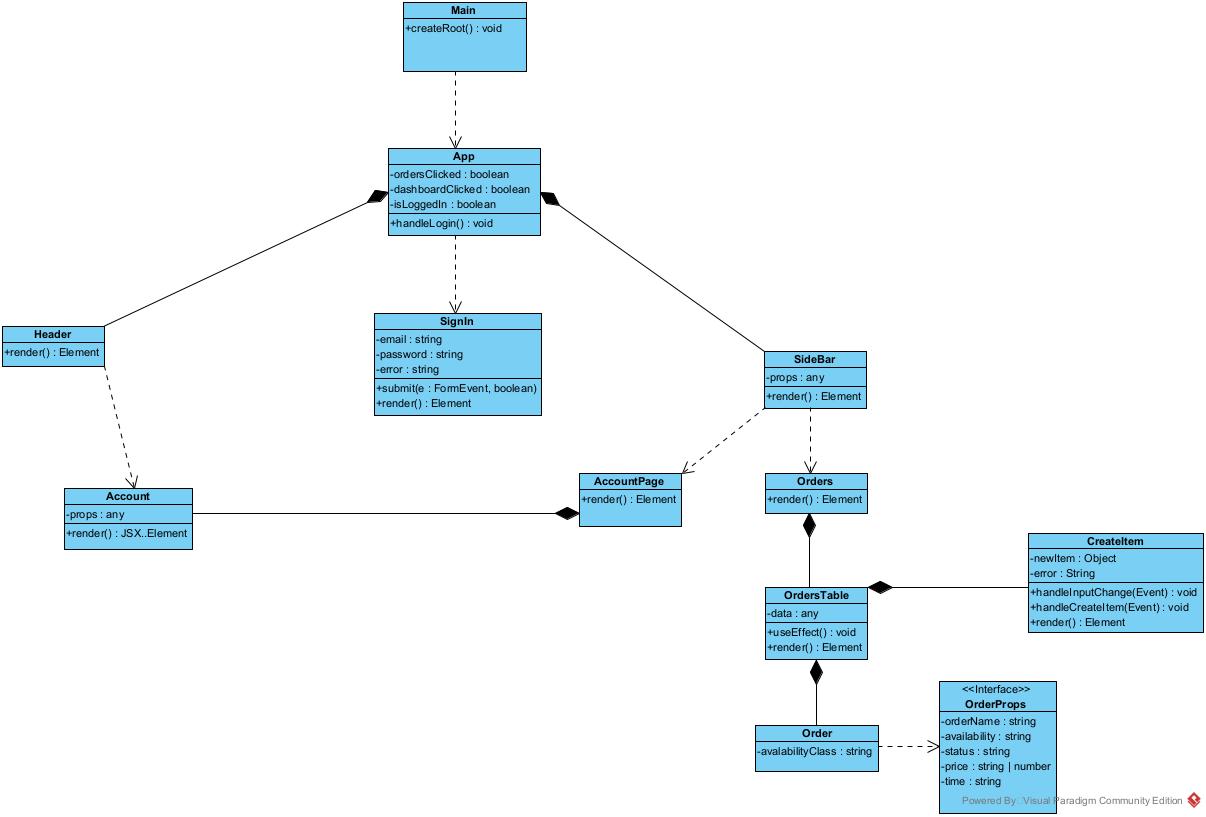 Main
+createRoot() : void
App
-ordersClicked : boolean
-dashboardClicked : boolean
-isLoggedIn : boolean
+handleLogin() : void
Header
+render() : Element
SignIn
-email : string
-password : string
-error : string
+submit(e : FormEvent, boolean)
+render() : Element
SideBar
-props : any
+render() : Element
Account
-props : any
+render() : JSX..Element
AccountPage
+render() : Element
Orders
+render() : Element
CreateItem
-newItem : Object
-error : String
+handleInputChange(Event) : void
+handleCreateItem(Event) : void
+render() : Element
OrdersTable
-data : any
+useEffect() : void
+render() : Element
Order
-avalabilityClass : string
<<Interface>>
OrderProps
-orderName : string
-availability : string
-status : string
-price : string | number
-time : string
Powered By Visual Paradigm Community Edition